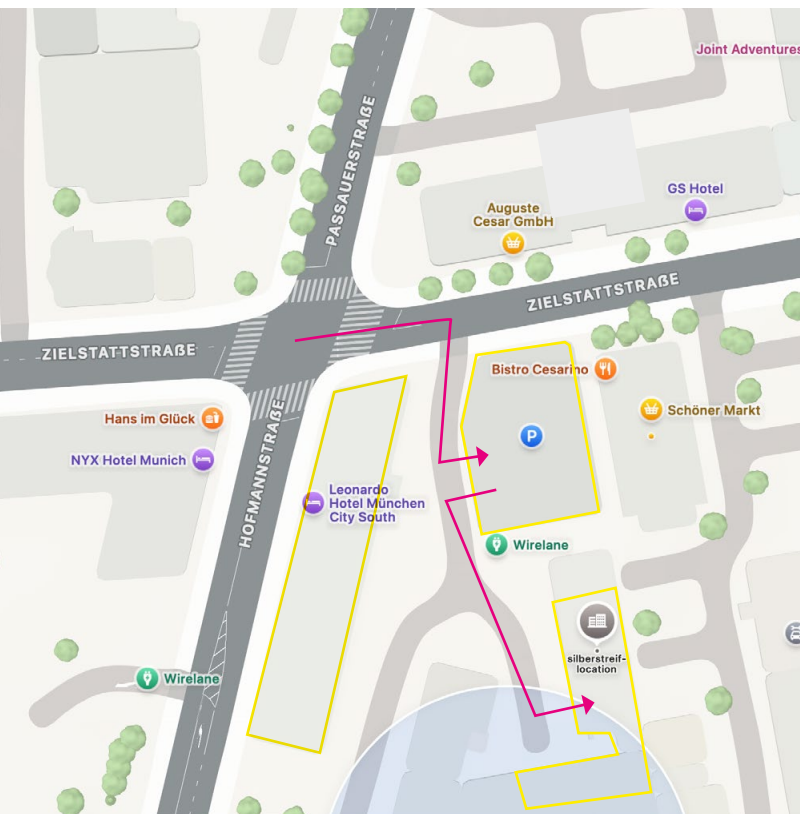 Joint Adventures
PASSAUERSTRASSE
GS Hotel
Auguste
Cesar GmbH
ZIELSTATTSTRASSE
ZIELSTATTSTRASSE
Bistro Cesarino
Hans im Glück
Schöner Markt
P
NYX Hotel Munich
HOFMANNSTRASSE
Leonardo
Hotel München
City South
Wirelane
silberstreif-
location
Wirelane